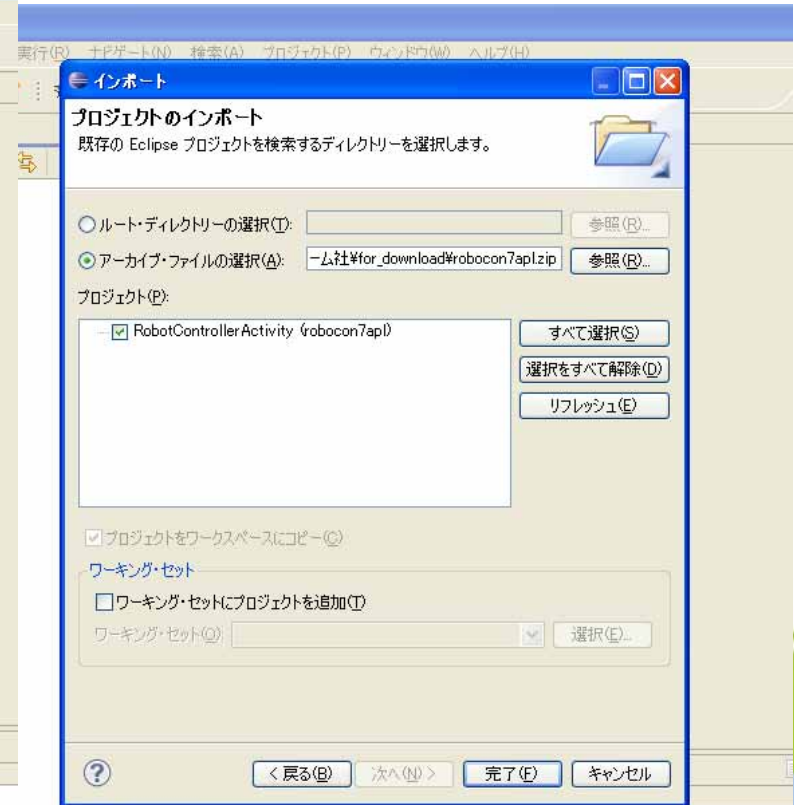 実行(R) ナビゲート(N) 検索(A) プロジェクト(P) ウィンドウ(W) ヘルプ(H)
インポート
プロジェクトのインポート
既存の Eclipse プロジェクトを検索するディレクトリーを選択します。
ルート・ディレクトリーの選択(T): 参照(R)...
アーカイブ・ファイルの選択(A): ーム社¥for_download¥robocon7apl.zip 参照(R)...
プロジェクト(P):
RobotControllerActivity (robocon7apl)
すべて選択(S)
選択をすべて解除(D)
リフレッシュ(E)
プロジェクトをワークスペースにコピー(C)
ワーキング・セット
ワーキング・セットにプロジェクトを追加(T)
ワーキング・セット(O): 選択(E)...
? < 戻る(B) 次へ(N) > 完了(F) キャンセル